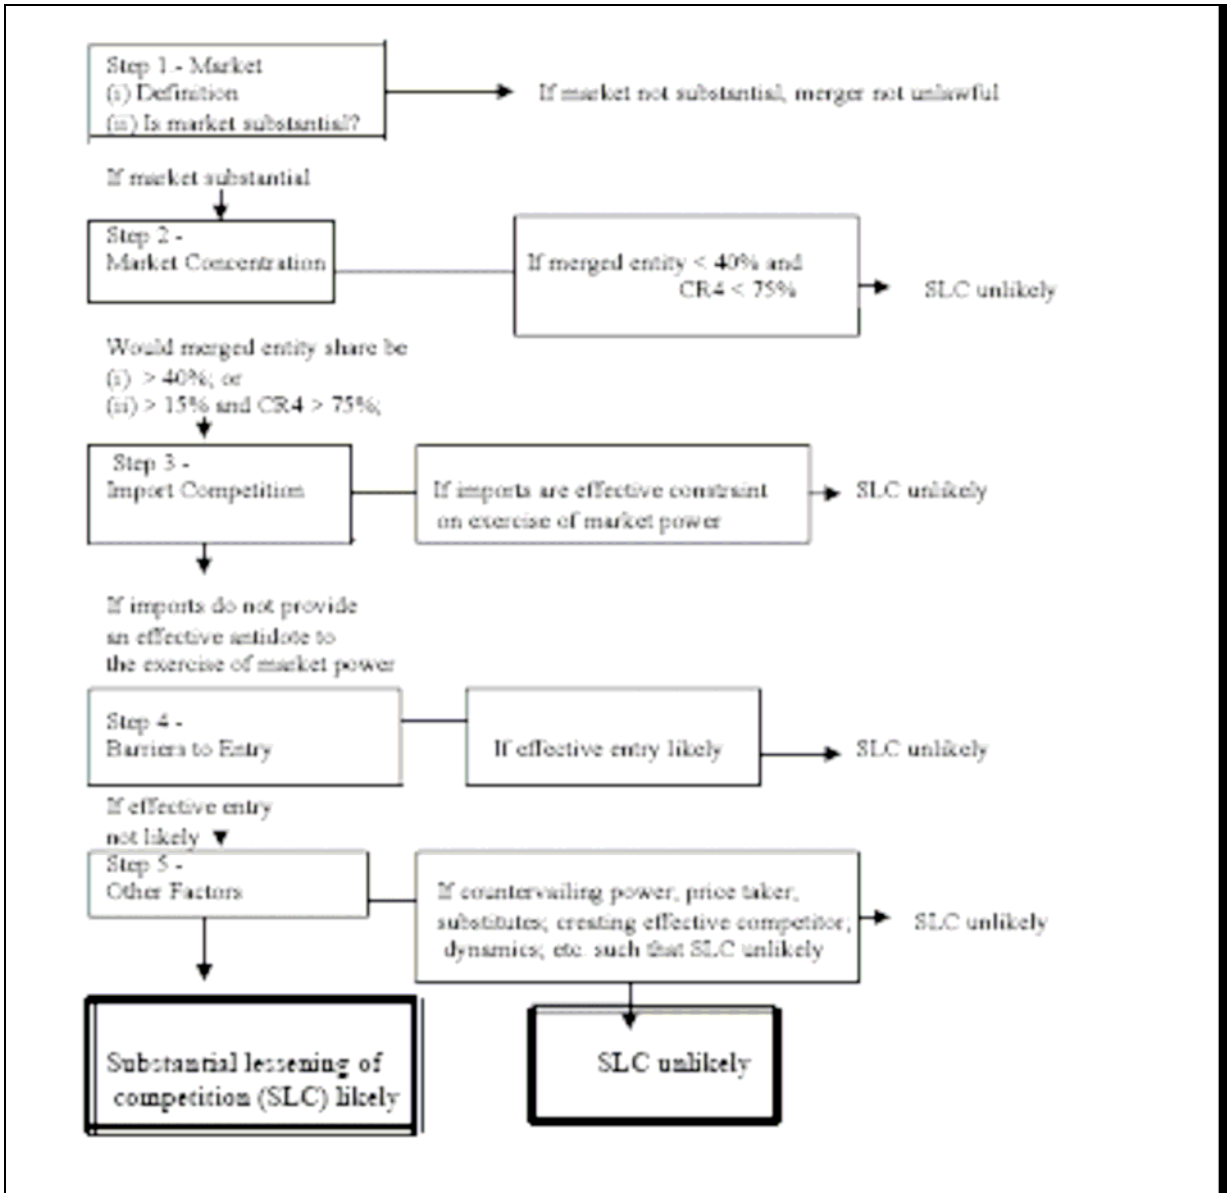 Step 1 - Market
(i) Definition
(ii) Is market substantial?
If market not substantial, merger not unlawful
If market substantial
Step 2 -
Market Concentration
If merged entity < 40% and
CR4 < 75%
SLC unlikely
Would merged entity share be
(i) > 40%; or
(ii) > 15% and CR4 > 75%;
Step 3 -
Import Competition
If imports are effective constraint
on exercise of market power
SLC unlikely
If imports do not provide
an effective antidote to
the exercise of market power
Step 4 -
Barriers to Entry
If effective entry likely
SLC unlikely
If effective entry
not likely
Step 5 -
Other Factors
If countervailing power, price taker,
substitutes; creating effective competitor;
dynamics; etc. such that SLC unlikely
SLC unlikely
Substantial lessening of
competition (SLC) likely
SLC unlikely